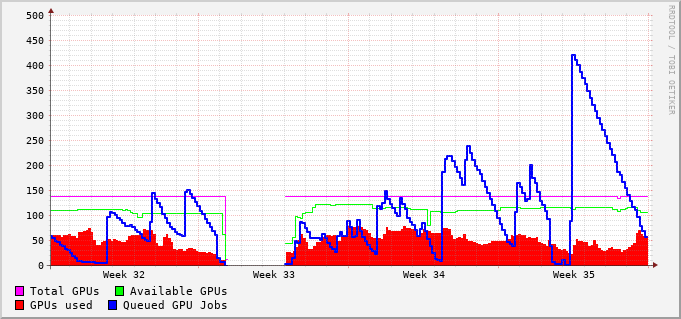 500
450
400
350
300
250
200
150
100
50
0
Week 32 Week 33 Week 34 Week 35
Total GPUs Available GPUs
GPUs used Queued GPU Jobs
RRDTOOL / TOBI OETIKER